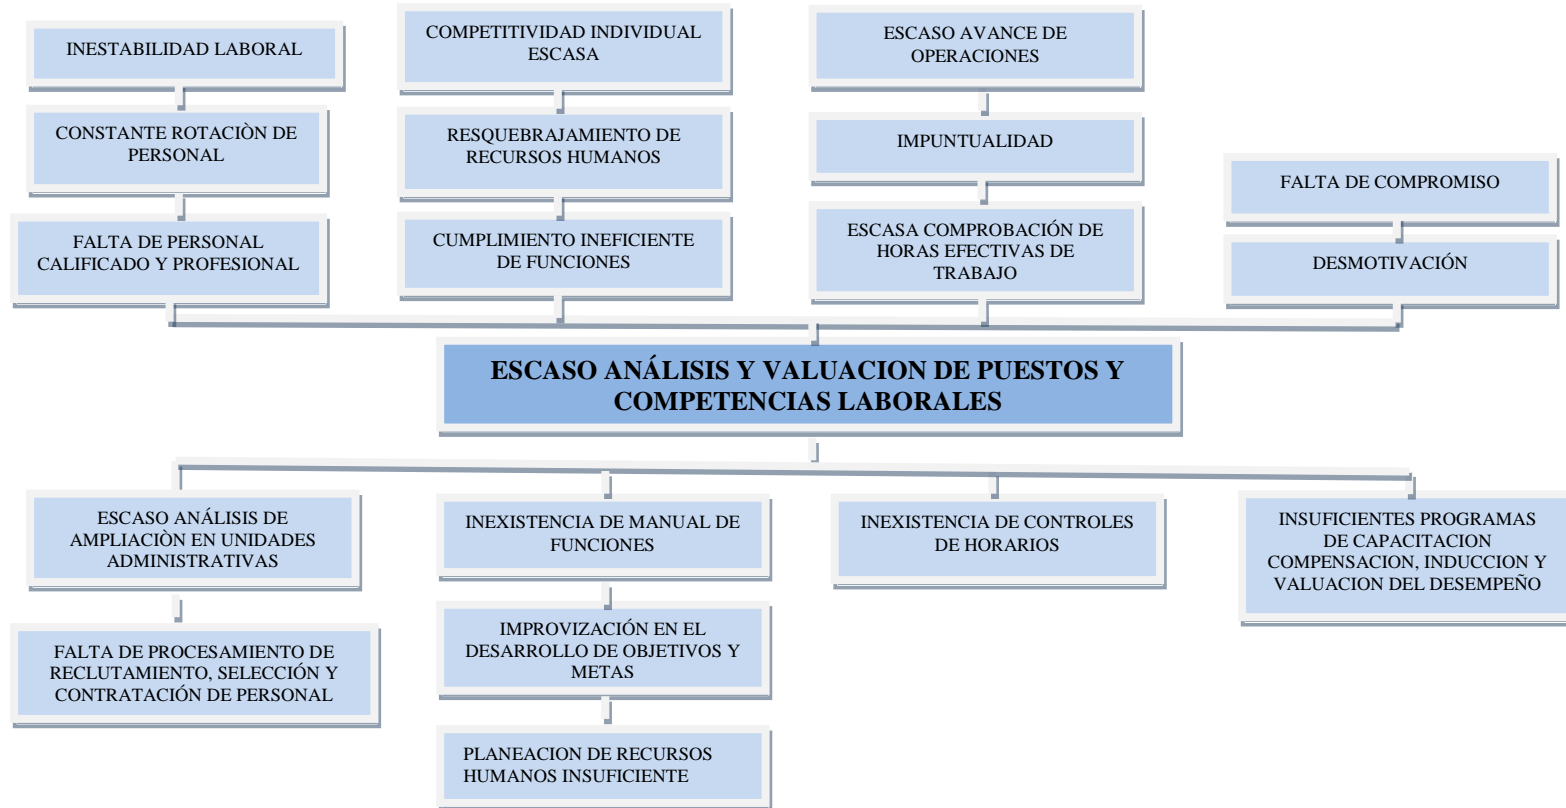 INESTABILIDAD LABORAL
COMPETITIVIDAD INDIVIDUAL
ESCASA
ESCASO AVANCE DE
OPERACIONES
CONSTANTE ROTACIÒN DE
PERSONAL
RESQUEBRAJAMIENTO DE
RECURSOS HUMANOS
IMPUNTUALIDAD
FALTA DE COMPROMISO
FALTA DE PERSONAL
CALIFICADO Y PROFESIONAL
CUMPLIMIENTO INEFICIENTE
DE FUNCIONES
ESCASA COMPROBACIÓN DE
HORAS EFECTIVAS DE
TRABAJO
DESMOTIVACIÓN
ESCASO ANÁLISIS Y VALUACION DE PUESTOS Y
COMPETENCIAS LABORALES
ESCASO ANÁLISIS DE
AMPLIACIÒN EN UNIDADES
ADMINISTRATIVAS
INEXISTENCIA DE MANUAL DE
FUNCIONES
INEXISTENCIA DE CONTROLES
DE HORARIOS
INSUFICIENTES PROGRAMAS
DE CAPACITACION
COMPENSACION, INDUCCION Y
VALUACION DEL DESEMPEÑO
FALTA DE PROCESAMIENTO DE
RECLUTAMIENTO, SELECCIÓN Y
CONTRATACIÓN DE PERSONAL
IMPROVIZACIÓN EN EL
DESARROLLO DE OBJETIVOS Y
METAS
PLANEACION DE RECURSOS
HUMANOS INSUFICIENTE